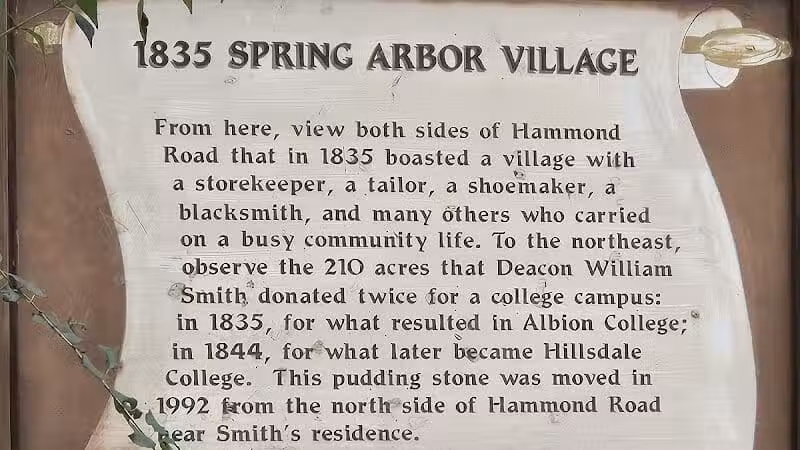 1835 SPRING ARBOR VILLAGE
From here, view both sides of Hammond
Road that in 1835 boasted a village with
a storekeeper, a tailor, a shoemaker, a
blacksmith, and many others who carried
on a busy community life. To the northeast,
observe the 210 acres that Deacon William
Smith donated twice for a college campus:
in 1835, for what resulted in Albion College;
in 1844, for what later became Hillsdale
College. This pudding stone was moved in
1992 from the north side of Hammond Road
near Smith's residence.